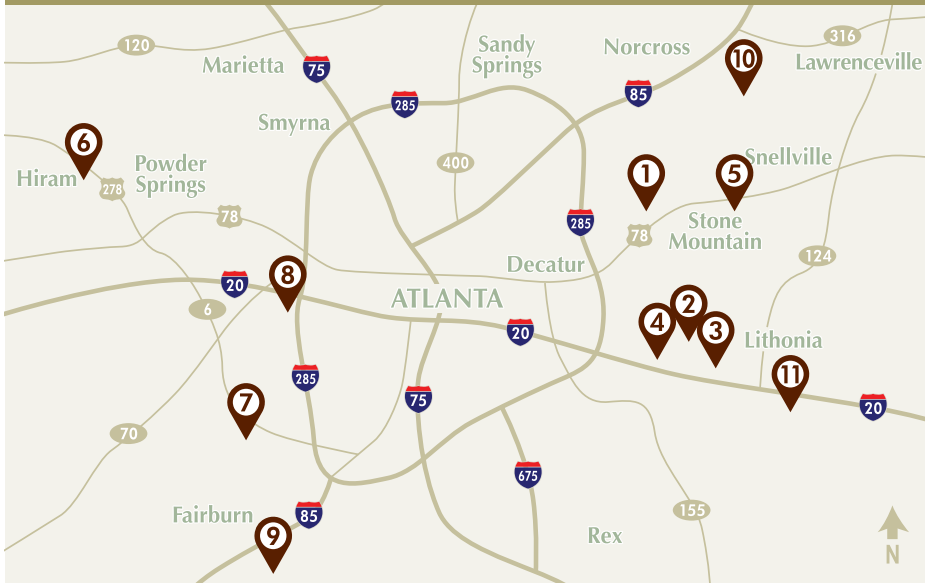 120
Marietta
75
Sandy
Springs
Norcross
316
Lawrenceville
10
285
85
Smyrna
6
Hiram
278
Powder
Springs
400
1
5
Snellville
78
285
78
Stone
Mountain
124
Decatur
8
20
6
ATLANTA
20
4
2
3
Lithonia
11
20
285
75
7
70
675
Fairburn
85
9
155
Rex
N